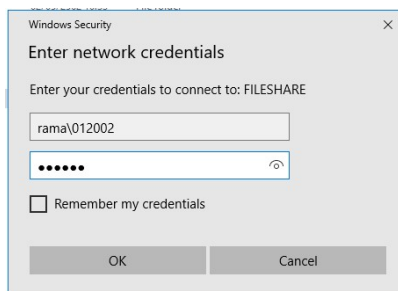 Windows Security
Enter network credentials
Enter your credentials to connect to: FILESHARE
rama\012002
●●●●●●
Remember my credentials
OK
Cancel